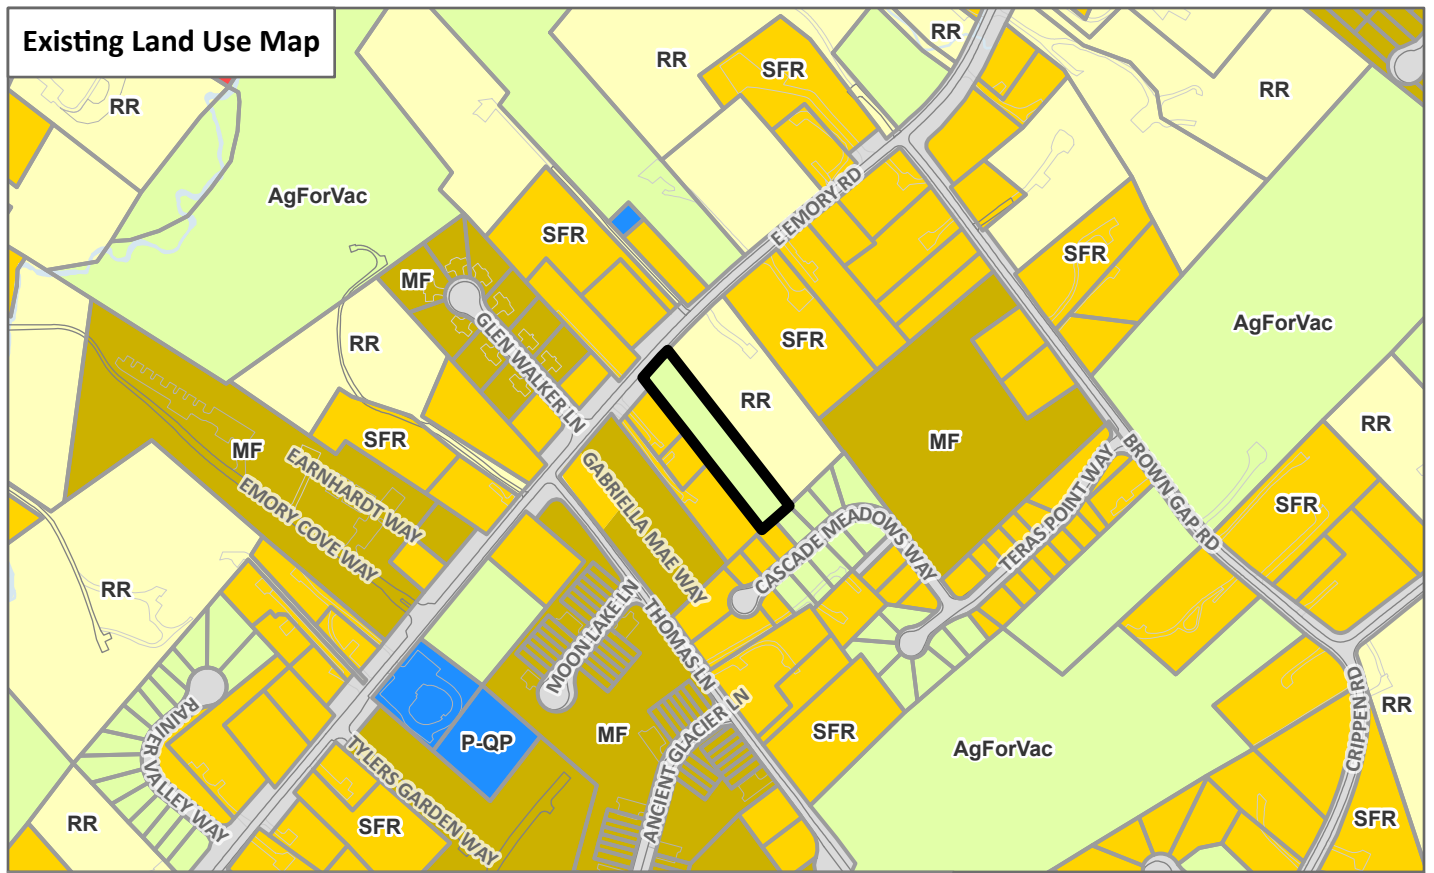 Existing Land Use Map
RR
RR
SFR
RR
RR
AgForVac
E EMORY RD
SFR
SFR
MF
AgForVac
GLEN WALKER LN
RR
SFR
RR
RR
SFR
MF
MF
EARNHARDT WAY
EMORY COVE WAY
GABRIELLA MAE WAY
BROWN GAP RD
TERAS POINT WAY
SFR
CASCADE MEADOWS WAY
RR
MOON LAKE LN
THOMAS LN
RAINIER VALLEY WAY
P-QP
MF
ANCIENT GLACIER LN
SFR
AgForVac
CRIPPEN RD
RR
TYLERS GARDEN WAY
RR
SFR
SFR